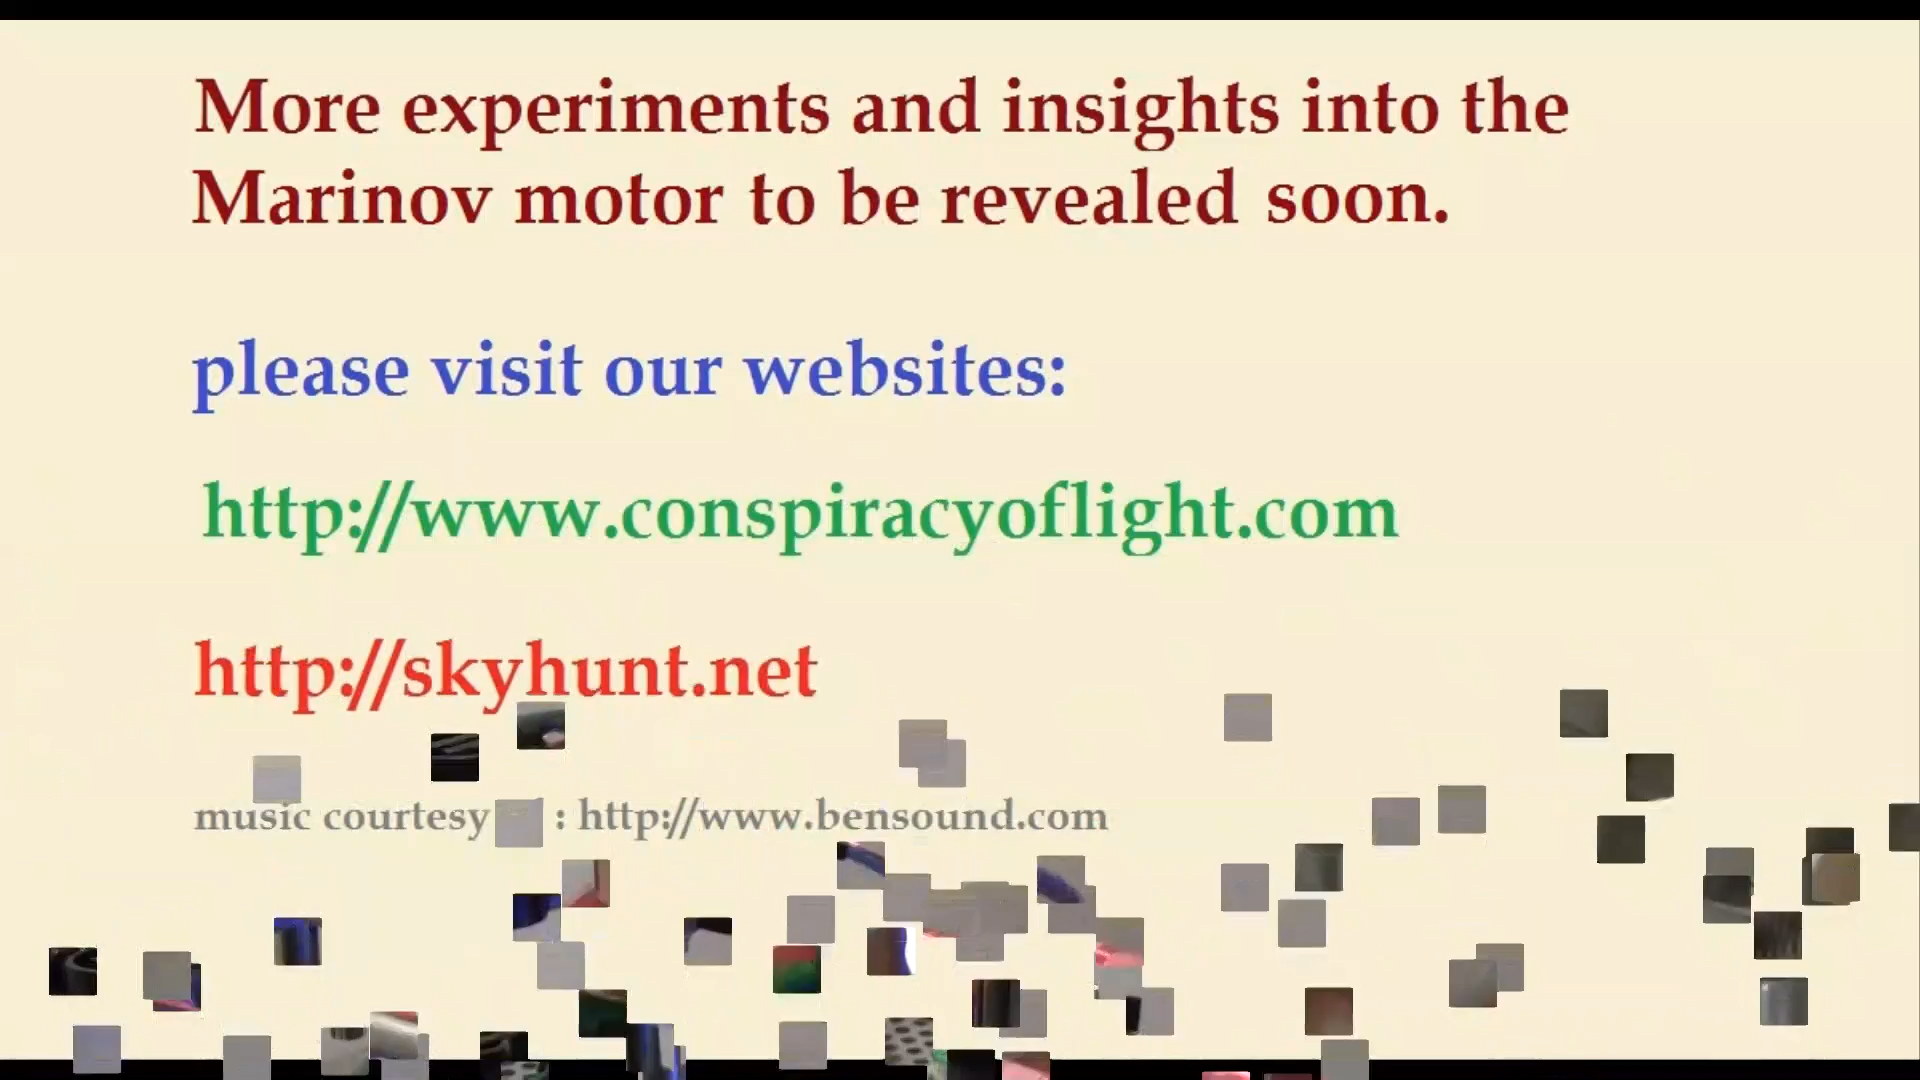 More experiments and insights into the
Marinov motor to be revealed soon.
please visit our websites:
http://www.conspiracyoflight.com
http://skyhunt.net
music courtesy : http://www.bensound.com